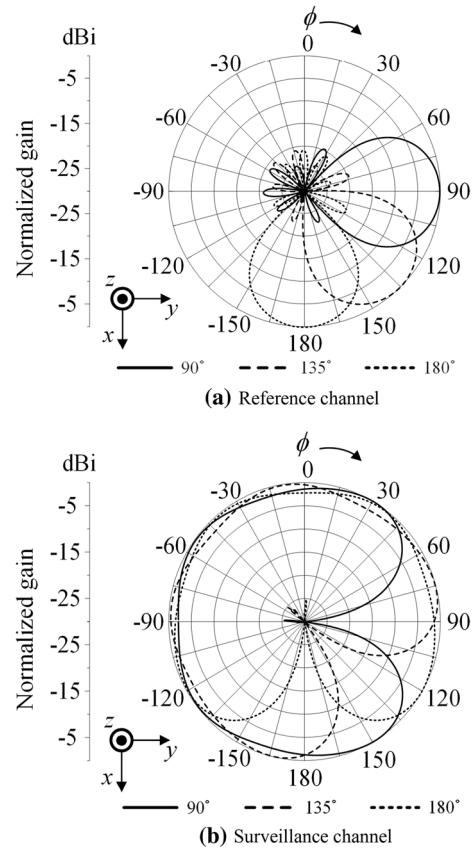 ϕ
dBi
0
-30
30
-5
-60
60
-15
-25
-90
90
-25
-15
-120
120
-5
-150
150
180
Normalized gain
z
y
x
90° 135° 180°
(a) Reference channel
ϕ
dBi
0
-30
30
-5
-60
60
-15
-25
-90
90
-25
-15
-120
120
-5
-150
150
180
Normalized gain
z
y
x
90° 135° 180°
(b) Surveillance channel